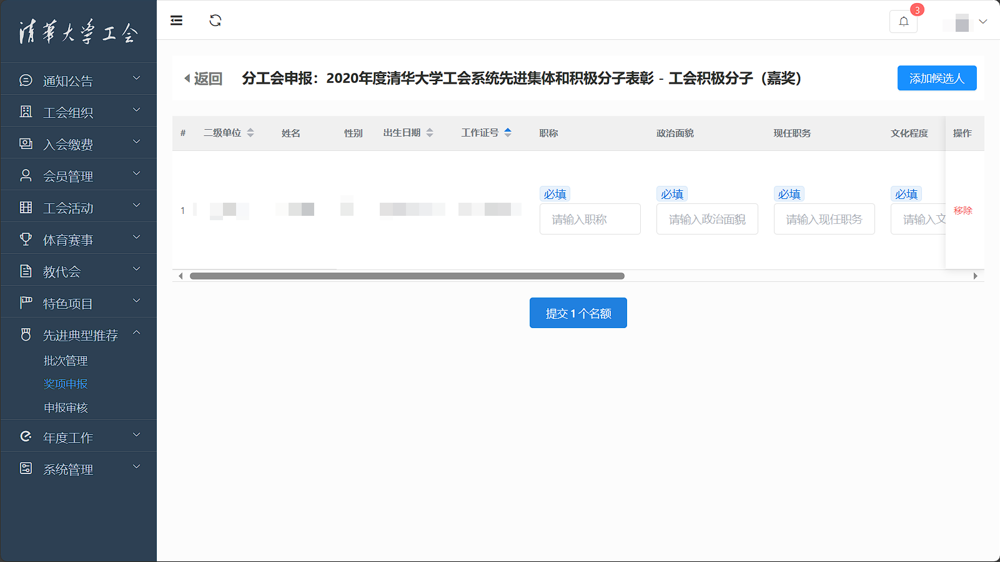 清華大学工会
通知公告
工会组织
入会缴费
会员管理
工会活动
体育赛事
教代会
特色项目
先进典型推荐
批次管理
奖项申报
申报审核
年度工作
系统管理
3
返回 分工会申报：2020年度清华大学工会系统先进集体和积极分子表彰 - 工会积极分子（嘉奖） 添加候选人
# 二级单位 姓名 性别 出生日期 工作证号 职称 政治面貌 现任职务 文化程度 操作
必填 必填 必填 必填
1 请输入职称 请输入政治面貌 请输入现任职务 请输入文 移除
提交 1 个名额